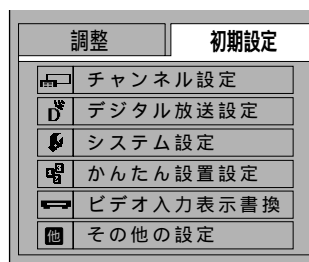 調整 初期設定
チャンネル設定
D デジタル放送設定
システム設定
かんたん設置設定
ビデオ入力表示書換
他 その他の設定